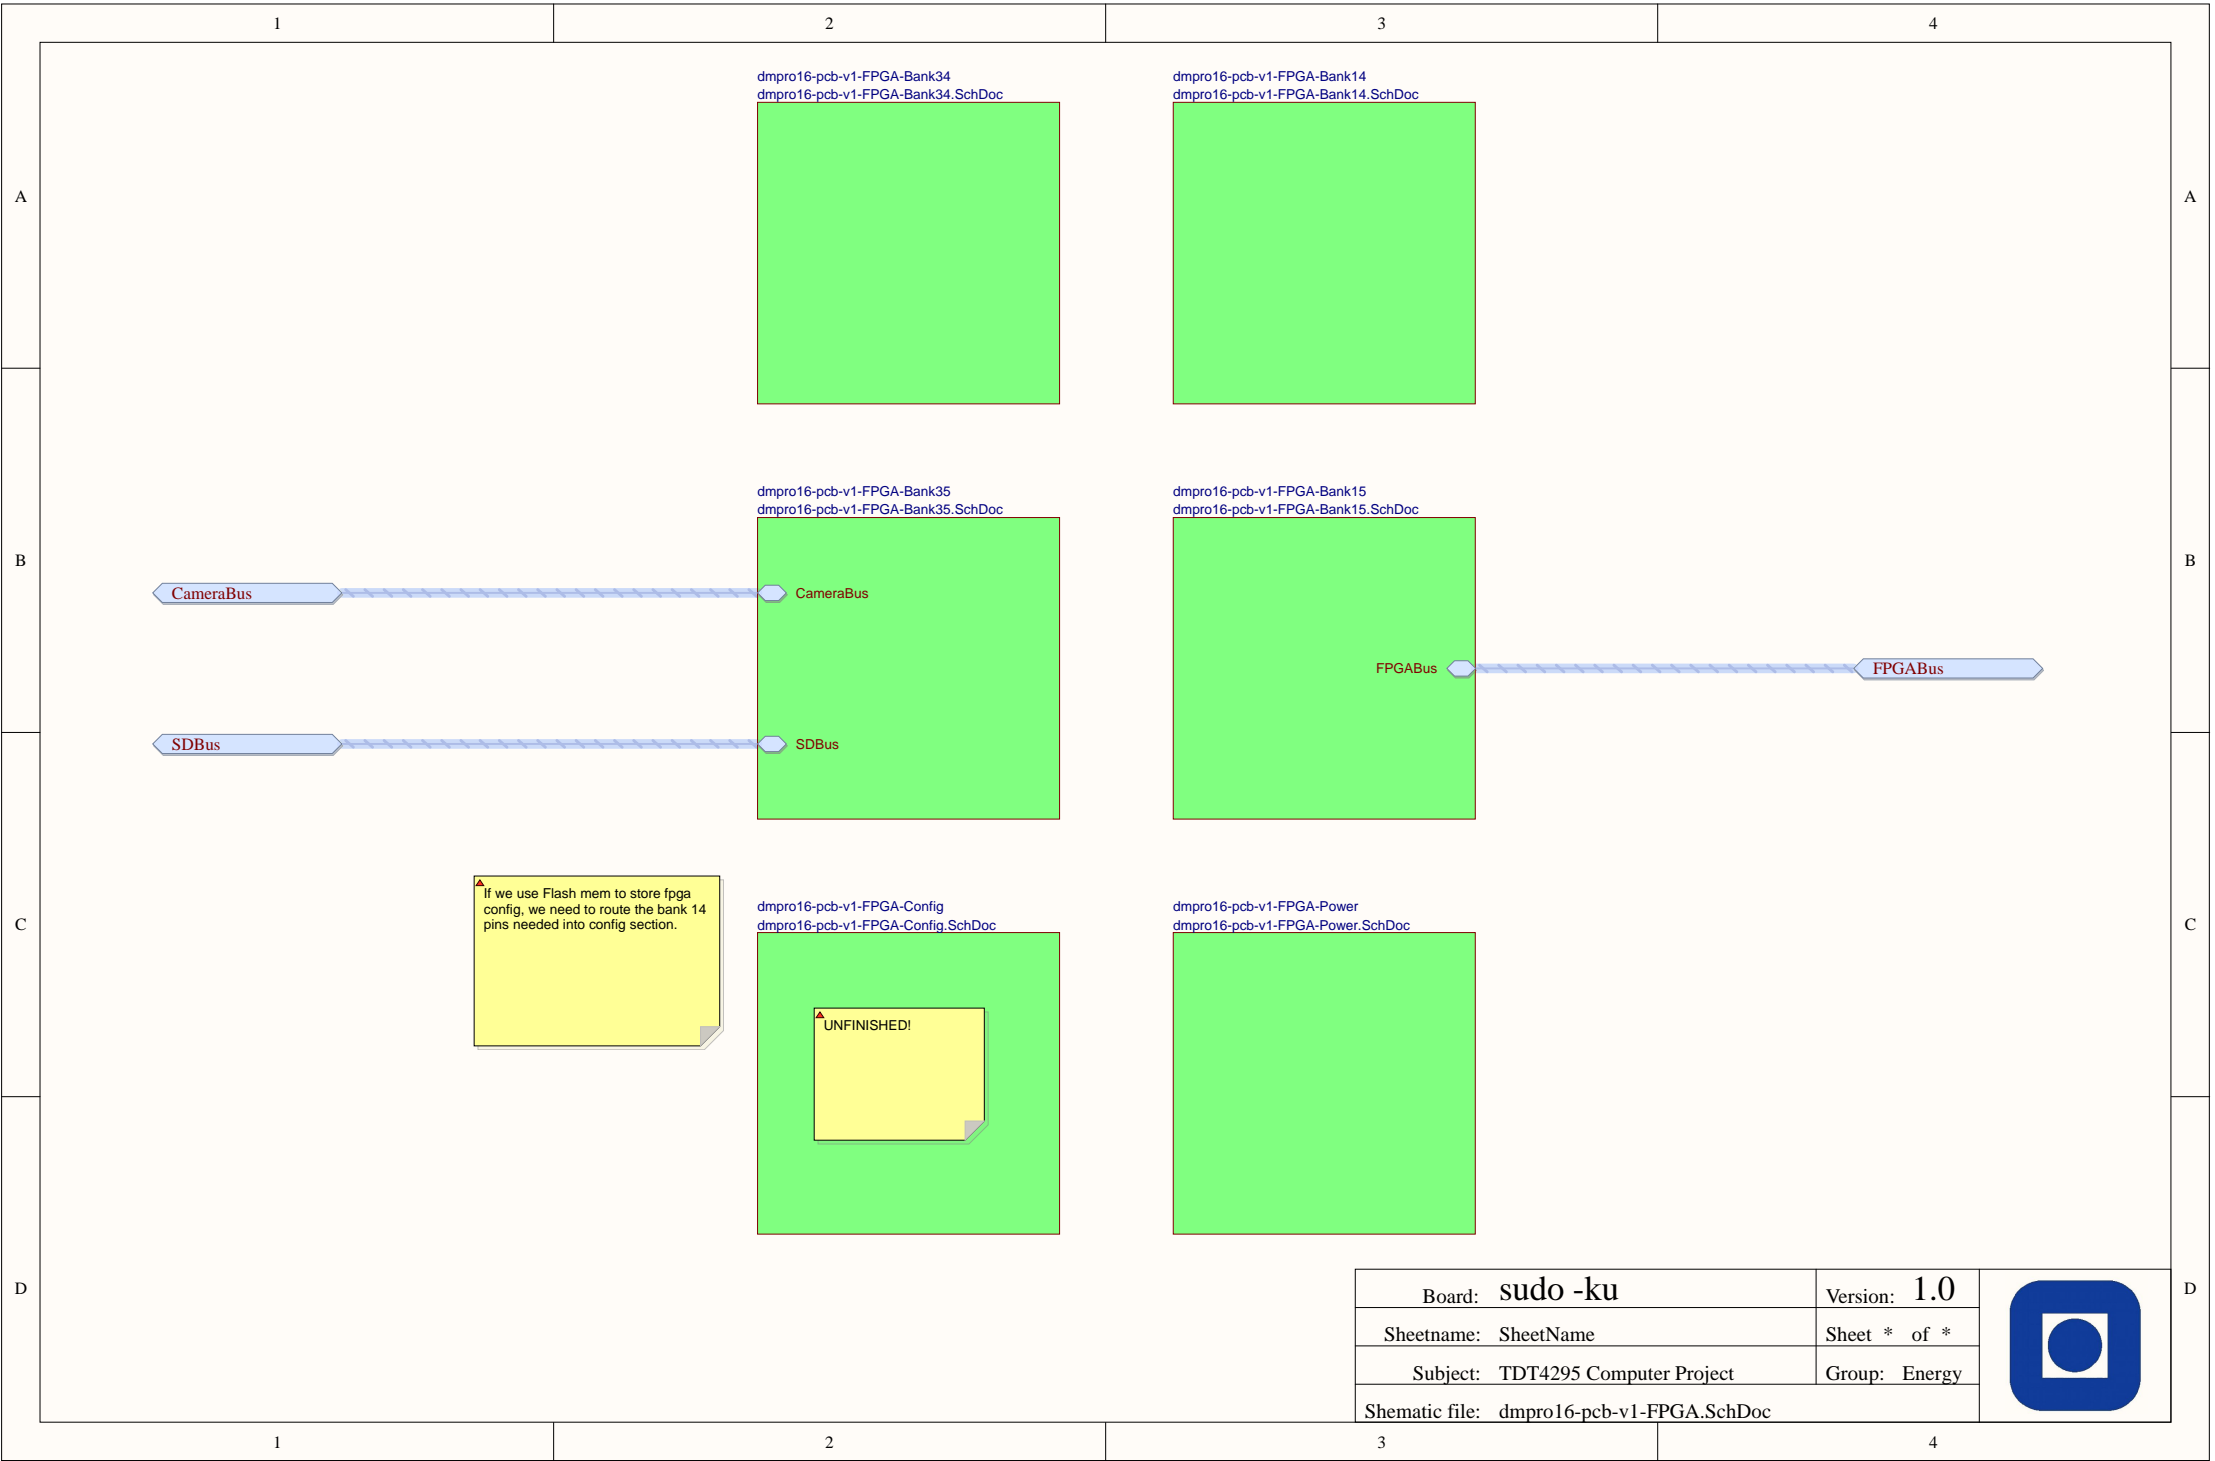 1 2 3 4
dmpro16-pcb-v1-FPGA-Bank34
dmpro16-pcb-v1-FPGA-Bank34.SchDoc
dmpro16-pcb-v1-FPGA-Bank14
dmpro16-pcb-v1-FPGA-Bank14.SchDoc
A A
dmpro16-pcb-v1-FPGA-Bank35
dmpro16-pcb-v1-FPGA-Bank35.SchDoc
dmpro16-pcb-v1-FPGA-Bank15
dmpro16-pcb-v1-FPGA-Bank15.SchDoc
B B
CameraBus CameraBus
FPGABus FPGABus
SDBus SDBus
If we use Flash mem to store fpga
config, we need to route the bank 14
pins needed into config section.
dmpro16-pcb-v1-FPGA-Config
dmpro16-pcb-v1-FPGA-Config.SchDoc
dmpro16-pcb-v1-FPGA-Power
dmpro16-pcb-v1-FPGA-Power.SchDoc
C C
UNFINISHED!
D D
Board: sudo -ku Version: 1.0
Sheetname: SheetName Sheet * of *
Subject: TDT4295 Computer Project Group: Energy
Shematic file: dmpro16-pcb-v1-FPGA.SchDoc
1 2 3 4